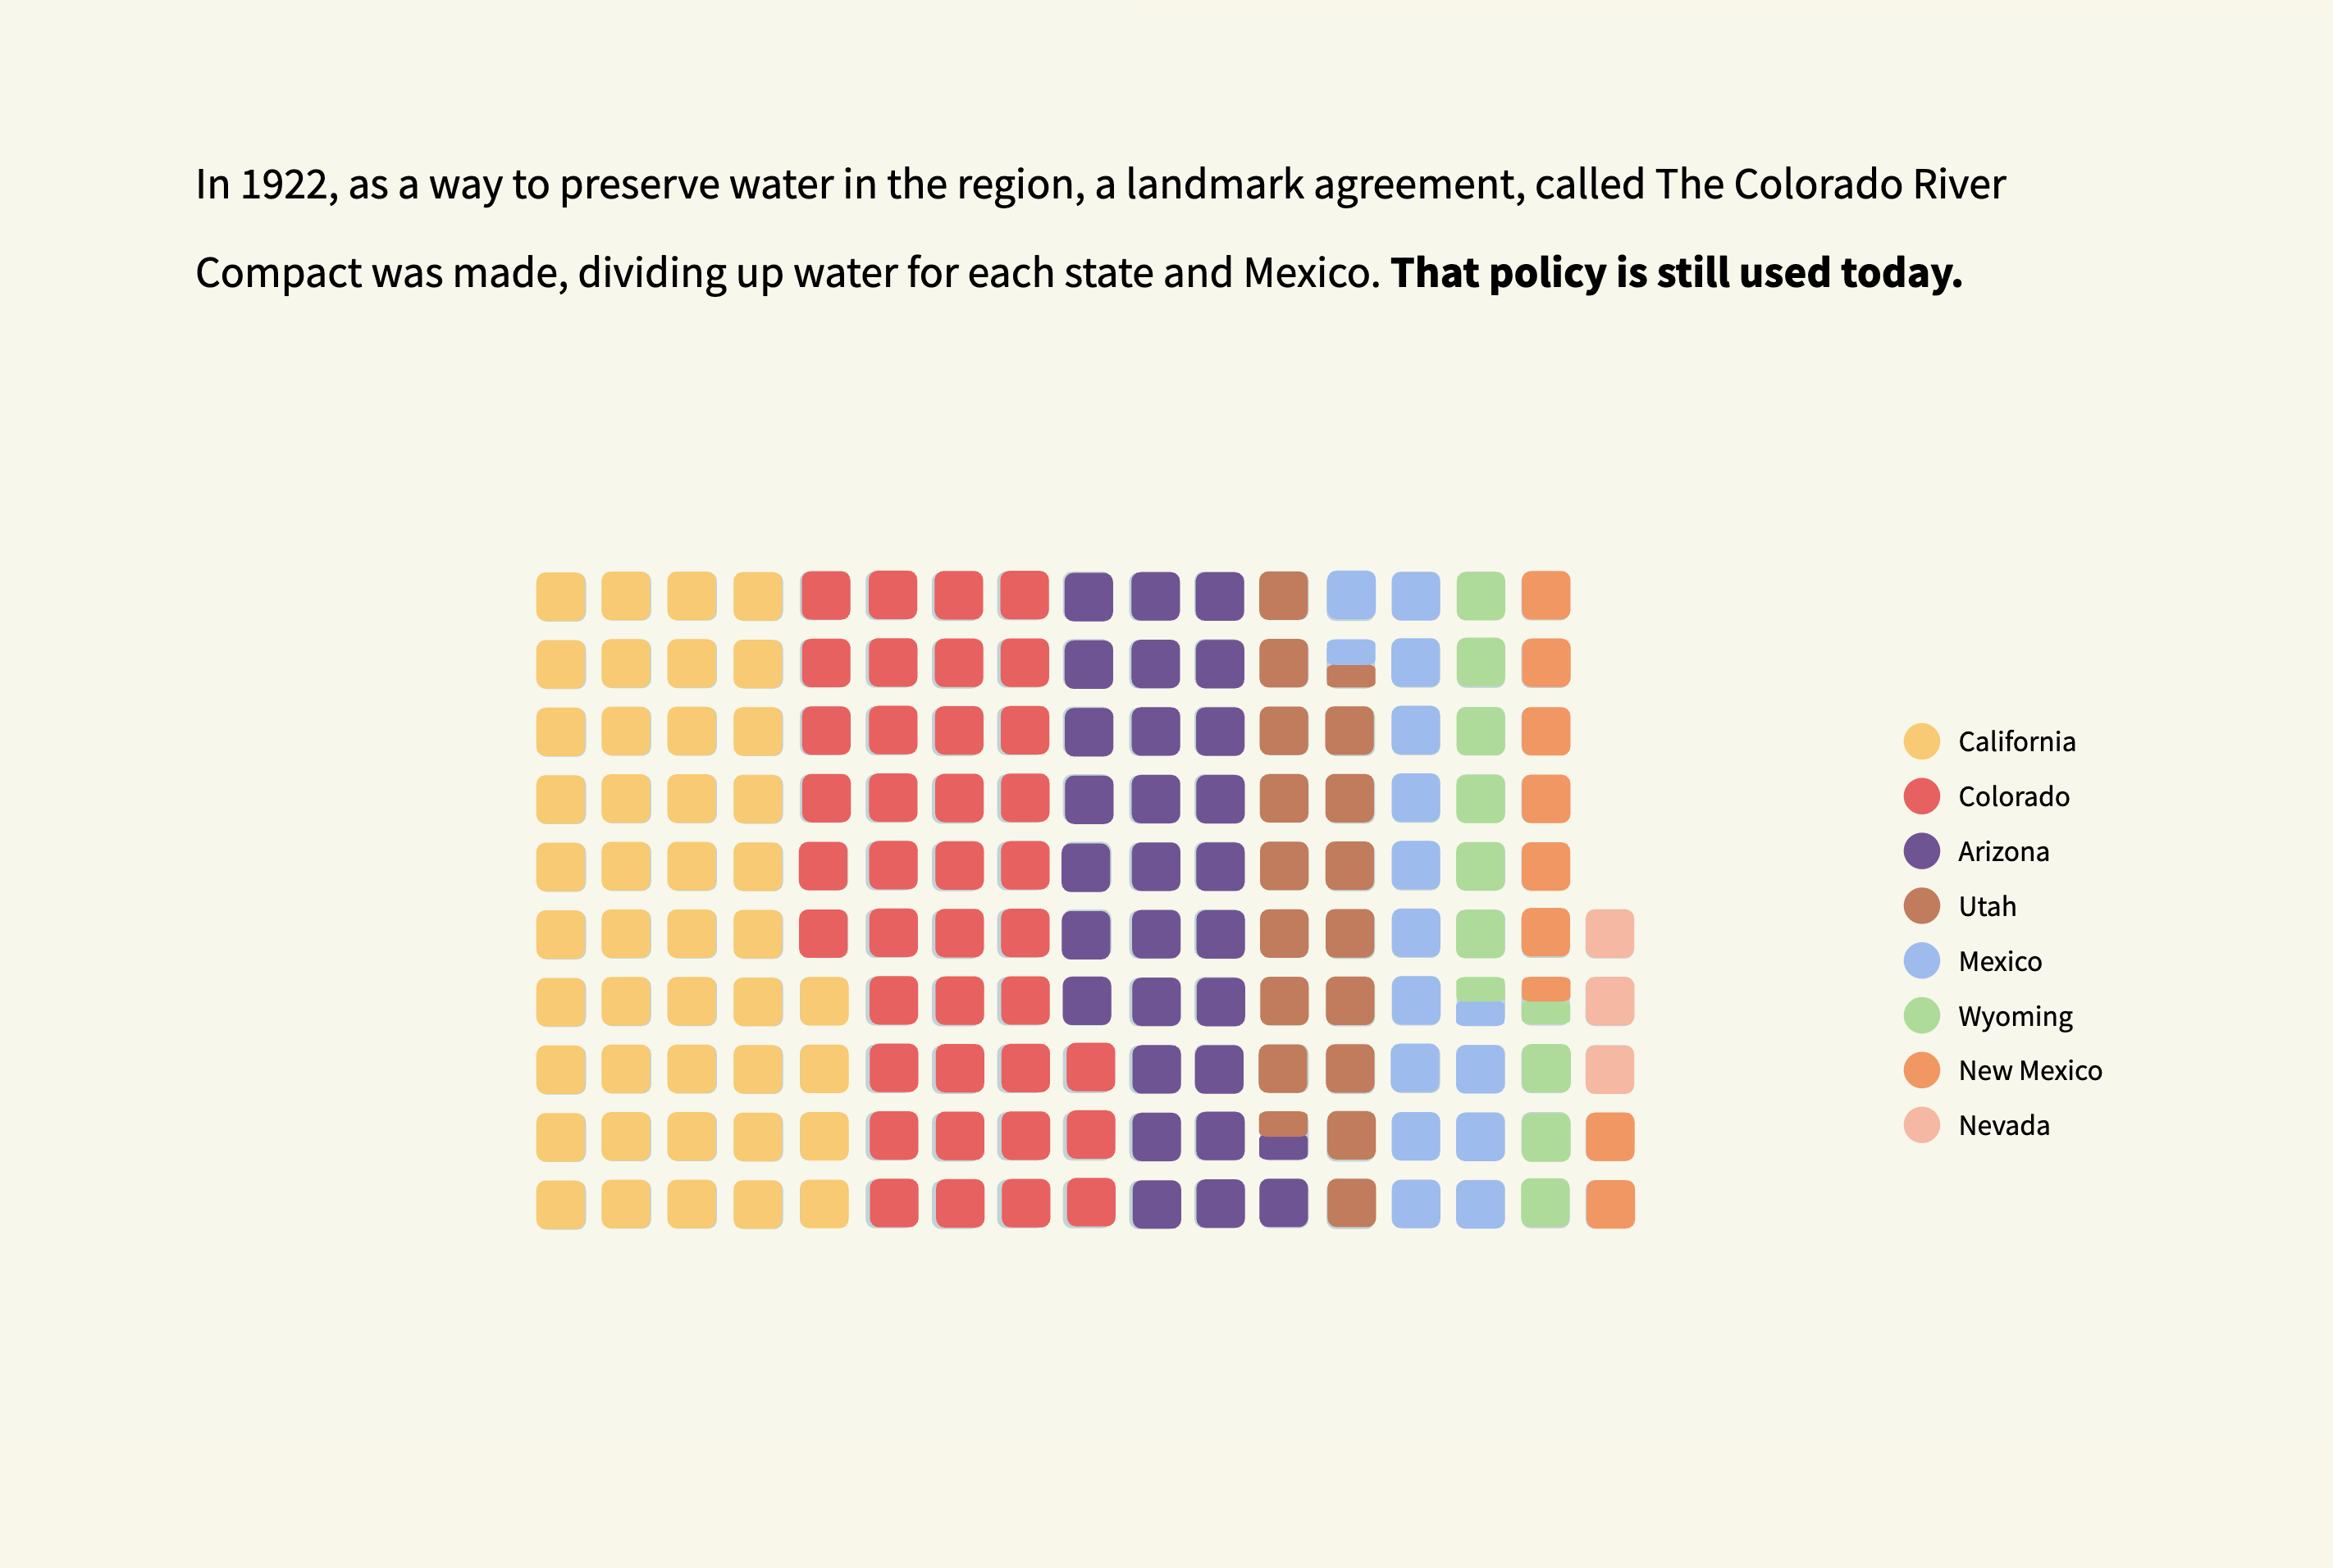 In 1922, as a way to preserve water in the region, a landmark agreement, called The Colorado River
Compact was made, dividing up water for each state and Mexico. That policy is still used today.
California
Colorado
Arizona
Utah
Mexico
Wyoming
New Mexico
Nevada